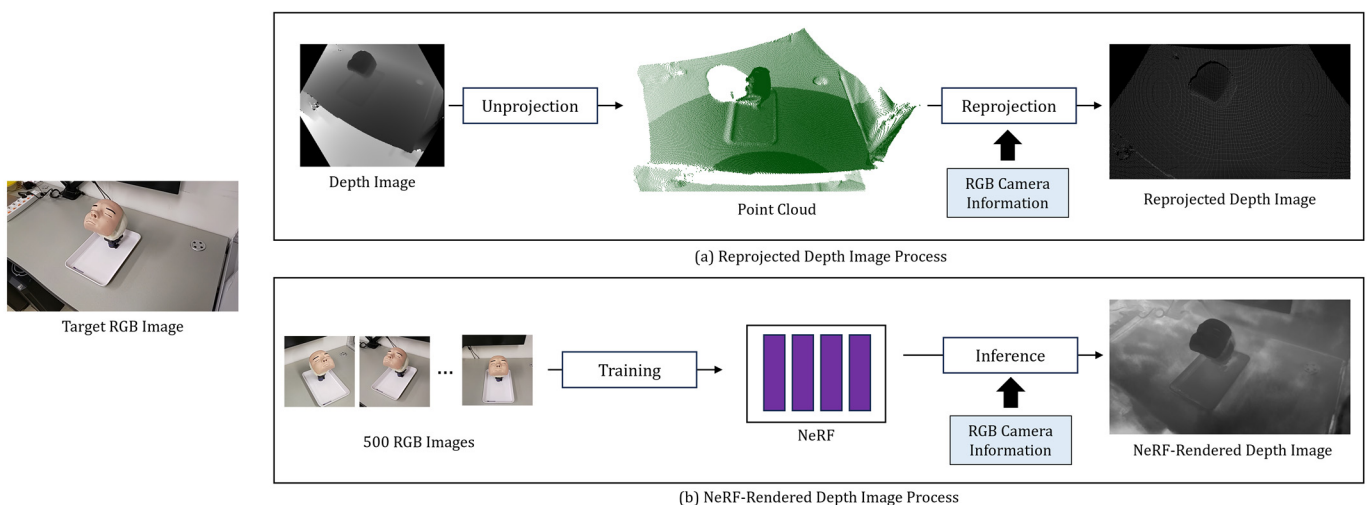 Target RGB Image
Depth Image
Unprojection
Point Cloud
Reprojection
RGB Camera
Information
Reprojected Depth Image
(a) Reprojected Depth Image Process
500 RGB Images
...
Training
NeRF
Inference
RGB Camera
Information
NeRF-Rendered Depth Image
(b) NeRF-Rendered Depth Image Process